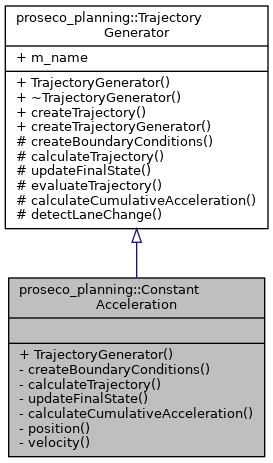 proseco_planning::Trajectory
Generator
+ m_name
+ TrajectoryGenerator()
+ ~TrajectoryGenerator()
+ createTrajectory()
+ createTrajectoryGenerator()
# createBoundaryConditions()
# calculateTrajectory()
# updateFinalState()
# evaluateTrajectory()
# calculateCumulativeAcceleration()
# detectLaneChange()
proseco_planning::Constant
Acceleration
+ TrajectoryGenerator()
- createBoundaryConditions()
- calculateTrajectory()
- updateFinalState()
- calculateCumulativeAcceleration()
- position()
- velocity()